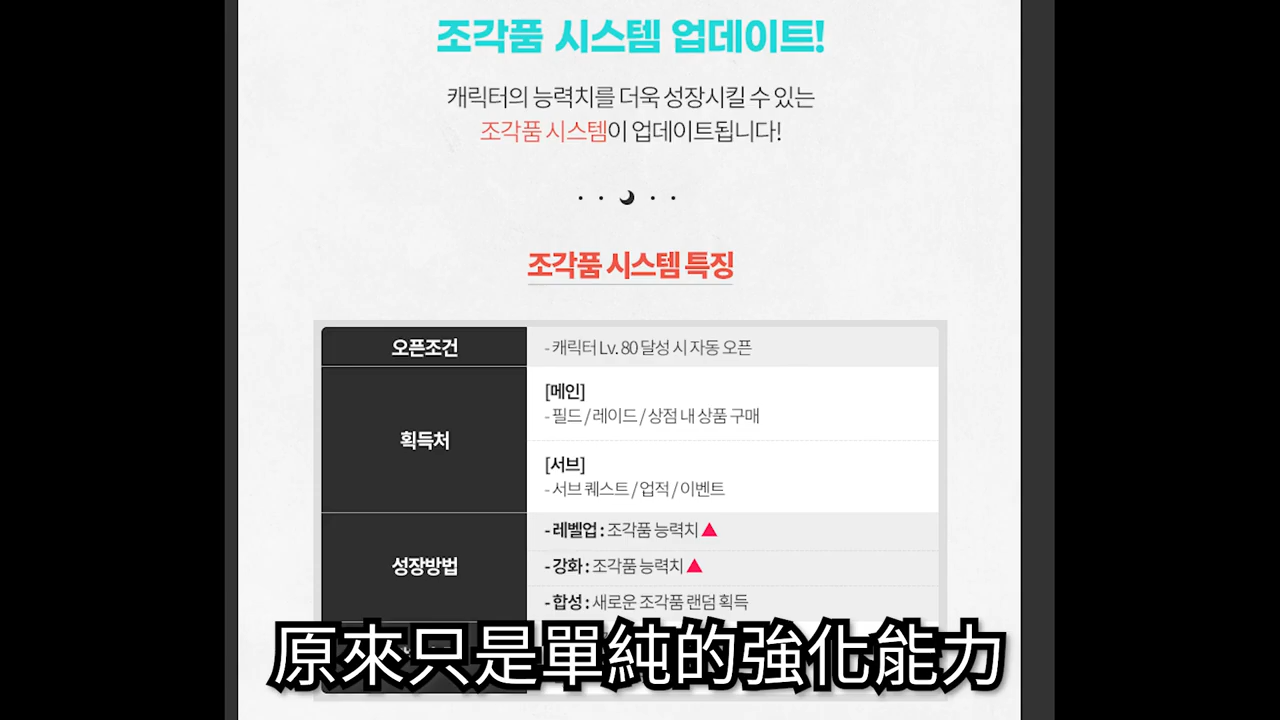 조각품 시스템 업데이트!
캐릭터의 능력치를 더욱 성장시킬 수 있는
조각품 시스템이 업데이트됩니다!
조각품 시스템 특징
오픈조건
- 캐릭터 Lv. 80 달성 시 자동 오픈
획득처
[메인]
- 필드 / 레이드 / 상점 내 상품 구매
[서브]
- 서브 퀘스트 / 업적 / 이벤트
성장방법
- 레벨업 : 조각품 능력치 ▲
- 강화 : 조각품 능력치 ▲
- 합성 : 새로운 조각품 랜덤 획득
原來只是單純的強化能力